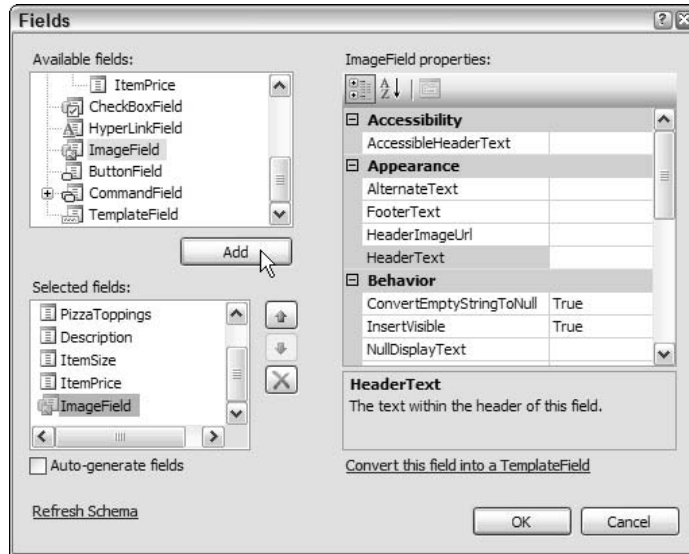 Fields
Available fields:
ItemPrice
CheckBoxField
HyperLinkField
ImageField
ButtonField
CommandField
TemplateField
Add
Selected fields:
PizzaToppings
Description
ItemSize
ItemPrice
ImageField
Auto-generate fields
Refresh Schema
ImageField properties:
Accessibility
AccessibleHeaderText
Appearance
AlternateText
FooterText
HeaderImageUrl
HeaderText
Behavior
ConvertEmptyStringToNull True
InsertVisible True
NullDisplayText
HeaderText
The text within the header of this field.
Convert this field into a TemplateField
OK
Cancel